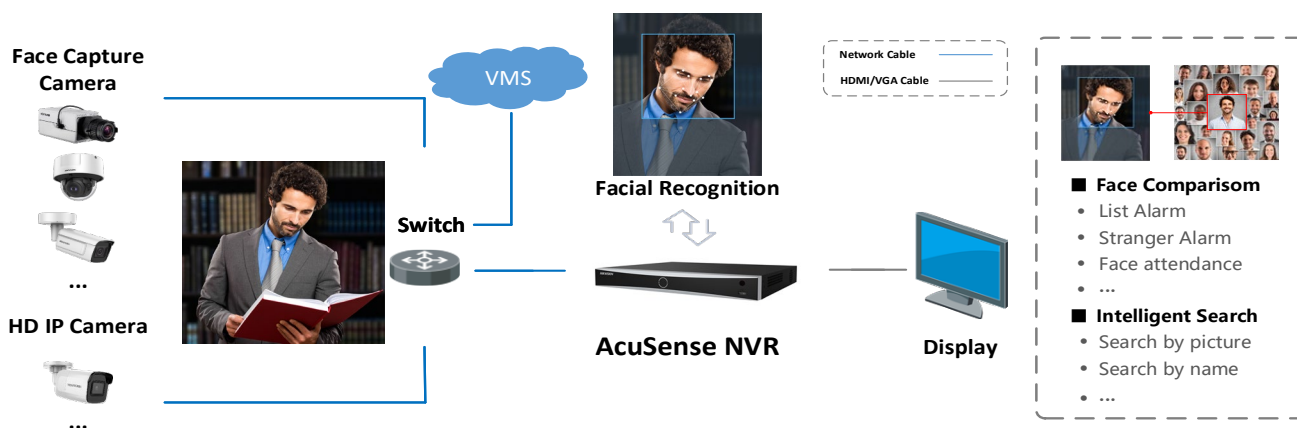 Face Capture
Camera
...
HD IP Camera
...
VMS
Switch
Facial Recognition
AcuSense NVR
Network Cable
HDMI/VGA Cable
Display
■ Face Comparisom
• List Alarm
• Stranger Alarm
• Face attendance
• ...
■ Intelligent Search
• Search by picture
• Search by name
• ...